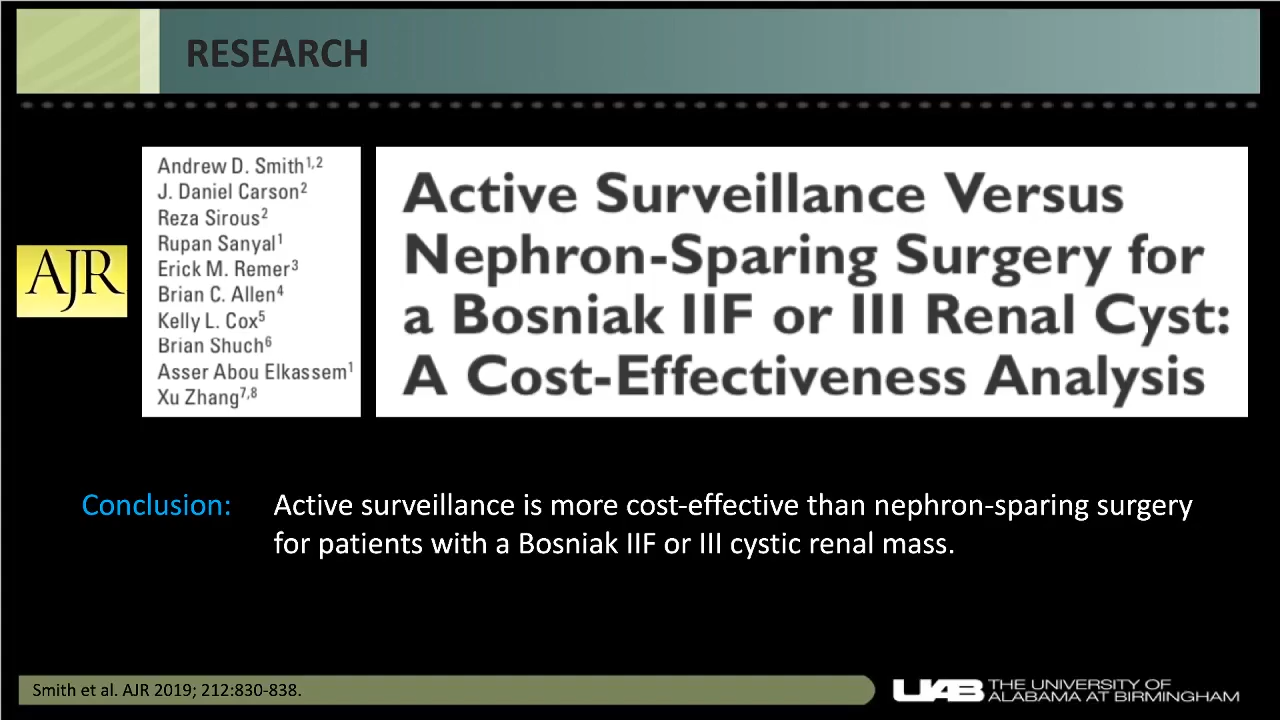 RESEARCH
AJR
Andrew D. Smith1,2
J. Daniel Carson2
Reza Sirous2
Rupan Sanyal1
Erick M. Remer3
Brian C. Allen4
Kelly L. Cox5
Brian Shuch6
Asser Abou Elkassem1
Xu Zhang7,8
Active Surveillance Versus
Nephron-Sparing Surgery for
a Bosniak IIF or III Renal Cyst:
A Cost-Effectiveness Analysis
Conclusion: Active surveillance is more cost-effective than nephron-sparing surgery
for patients with a Bosniak IIF or III cystic renal mass.
Smith et al. AJR 2019; 212:830-838.
UAB THE UNIVERSITY OF
ALABAMA AT BIRMINGHAM